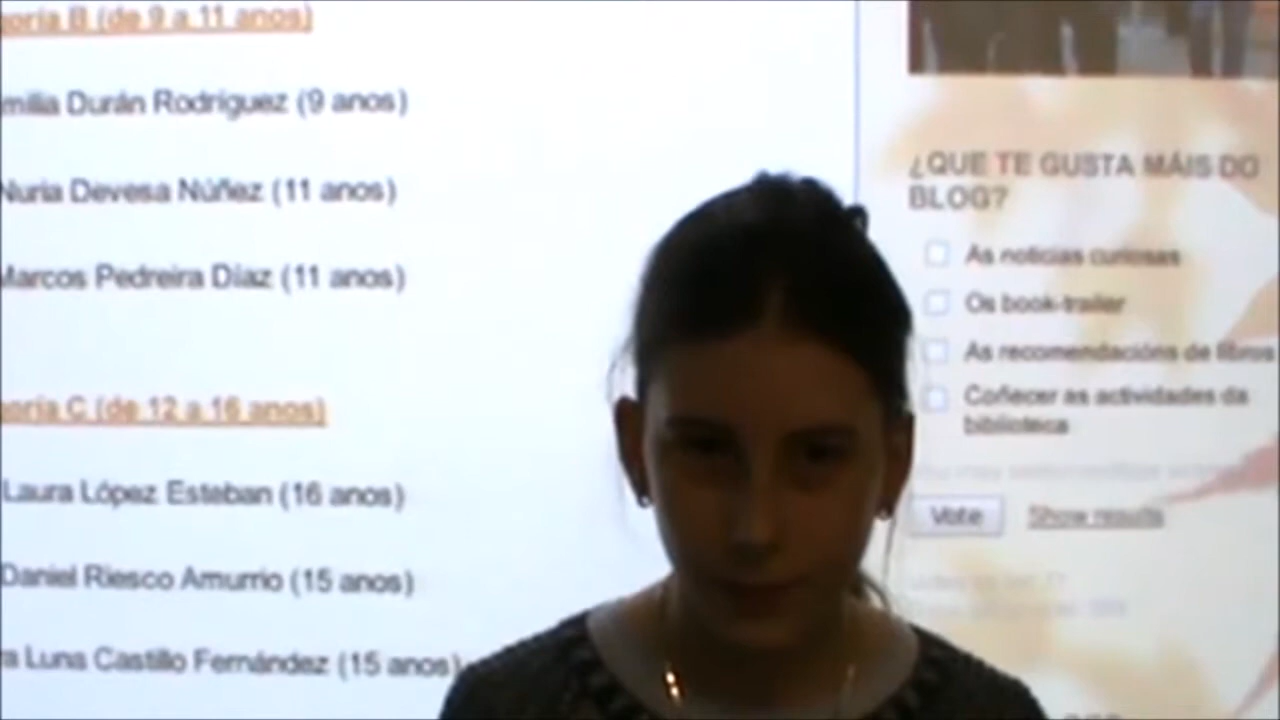 oría B (de 9 a 11 anos)
milia Durán Rodríguez (9 anos)
Nuria Devesa Núñez (11 anos)
Marcos Pedreira Díaz (11 anos)
oría C (de 12 a 16 anos)
Laura López Esteban (16 anos)
Daniel Riesco Amurrio (15 anos)
ra Luna Castillo Fernández (15 anos)
¿QUE TE GUSTA MÁIS DO
BLOG?
As noticias curiosas
Os book-trailer
As recomendacións de libros
Coñecer as actividades da
biblioteca
Vote Show results